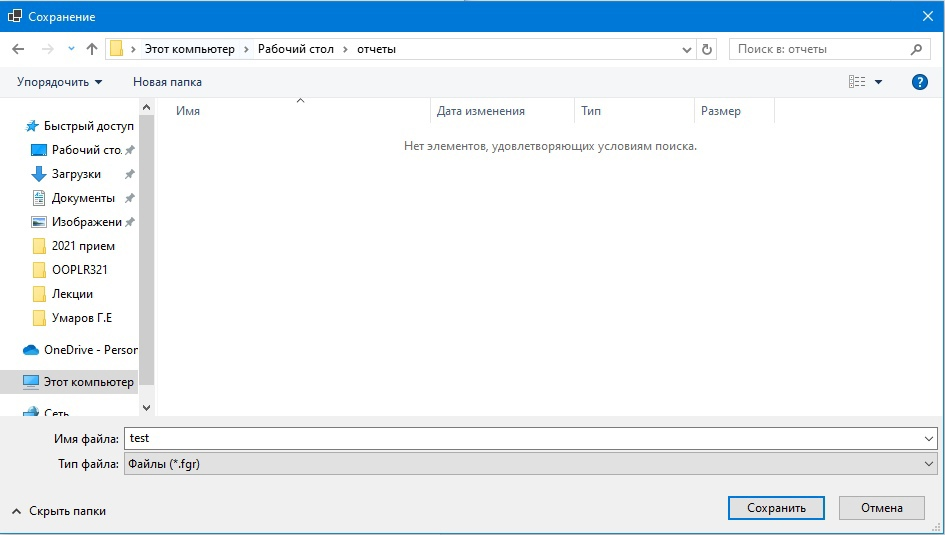 Сохранение
Этот компьютер > Рабочий стол > отчеты
Поиск в: отчеты
Упорядочить
Новая папка
?
Имя
Дата изменения
Тип
Размер
Нет элементов, удовлетворяющих условиям поиска.
Быстрый доступ
Рабочий сто.
Загрузки
Документы
Изображени
2021 прием
OOPLR321
Лекции
Умаров Г.Е
OneDrive - Person
Этот компьютер
Сеть
Имя файла: test
Тип файла: Файлы (*.fgr)
Скрыть папки
Сохранить
Отмена